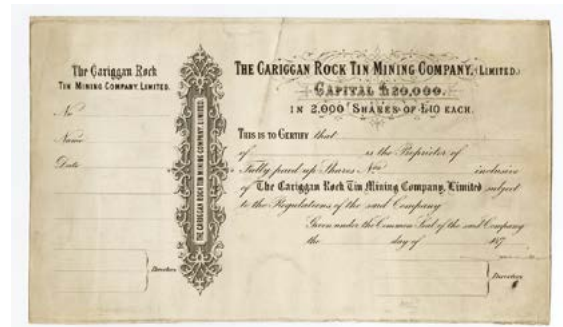 The Cariggan Rock
TIN MINING COMPANY, LIMITED.
No
Name
Date
Directors
THE CARIGGAN ROCK TIN MINING COMPANY, LIMITED.
THE CARIGGAN ROCK TIN MINING COMPANY, (LIMITED.)
CAPITAL £20,000.
IN 2,000 SHARES OF £10 EACH.
THIS IS TO CERTIFY that
of is the Proprietor of
Fully paid up Shares Nos inclusive
of The Cariggan Rock Tin Mining Company, Limited subject
to the Regulations of the said Company
Given under the Common Seal of the said Company
the day of 187
Directors